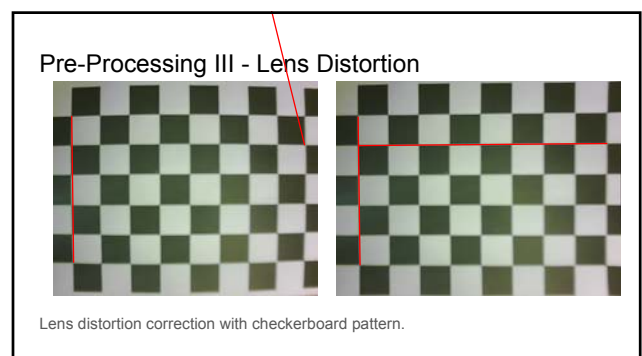 Pre-Processing III - Lens Distortion
Lens distortion correction with checkerboard pattern.